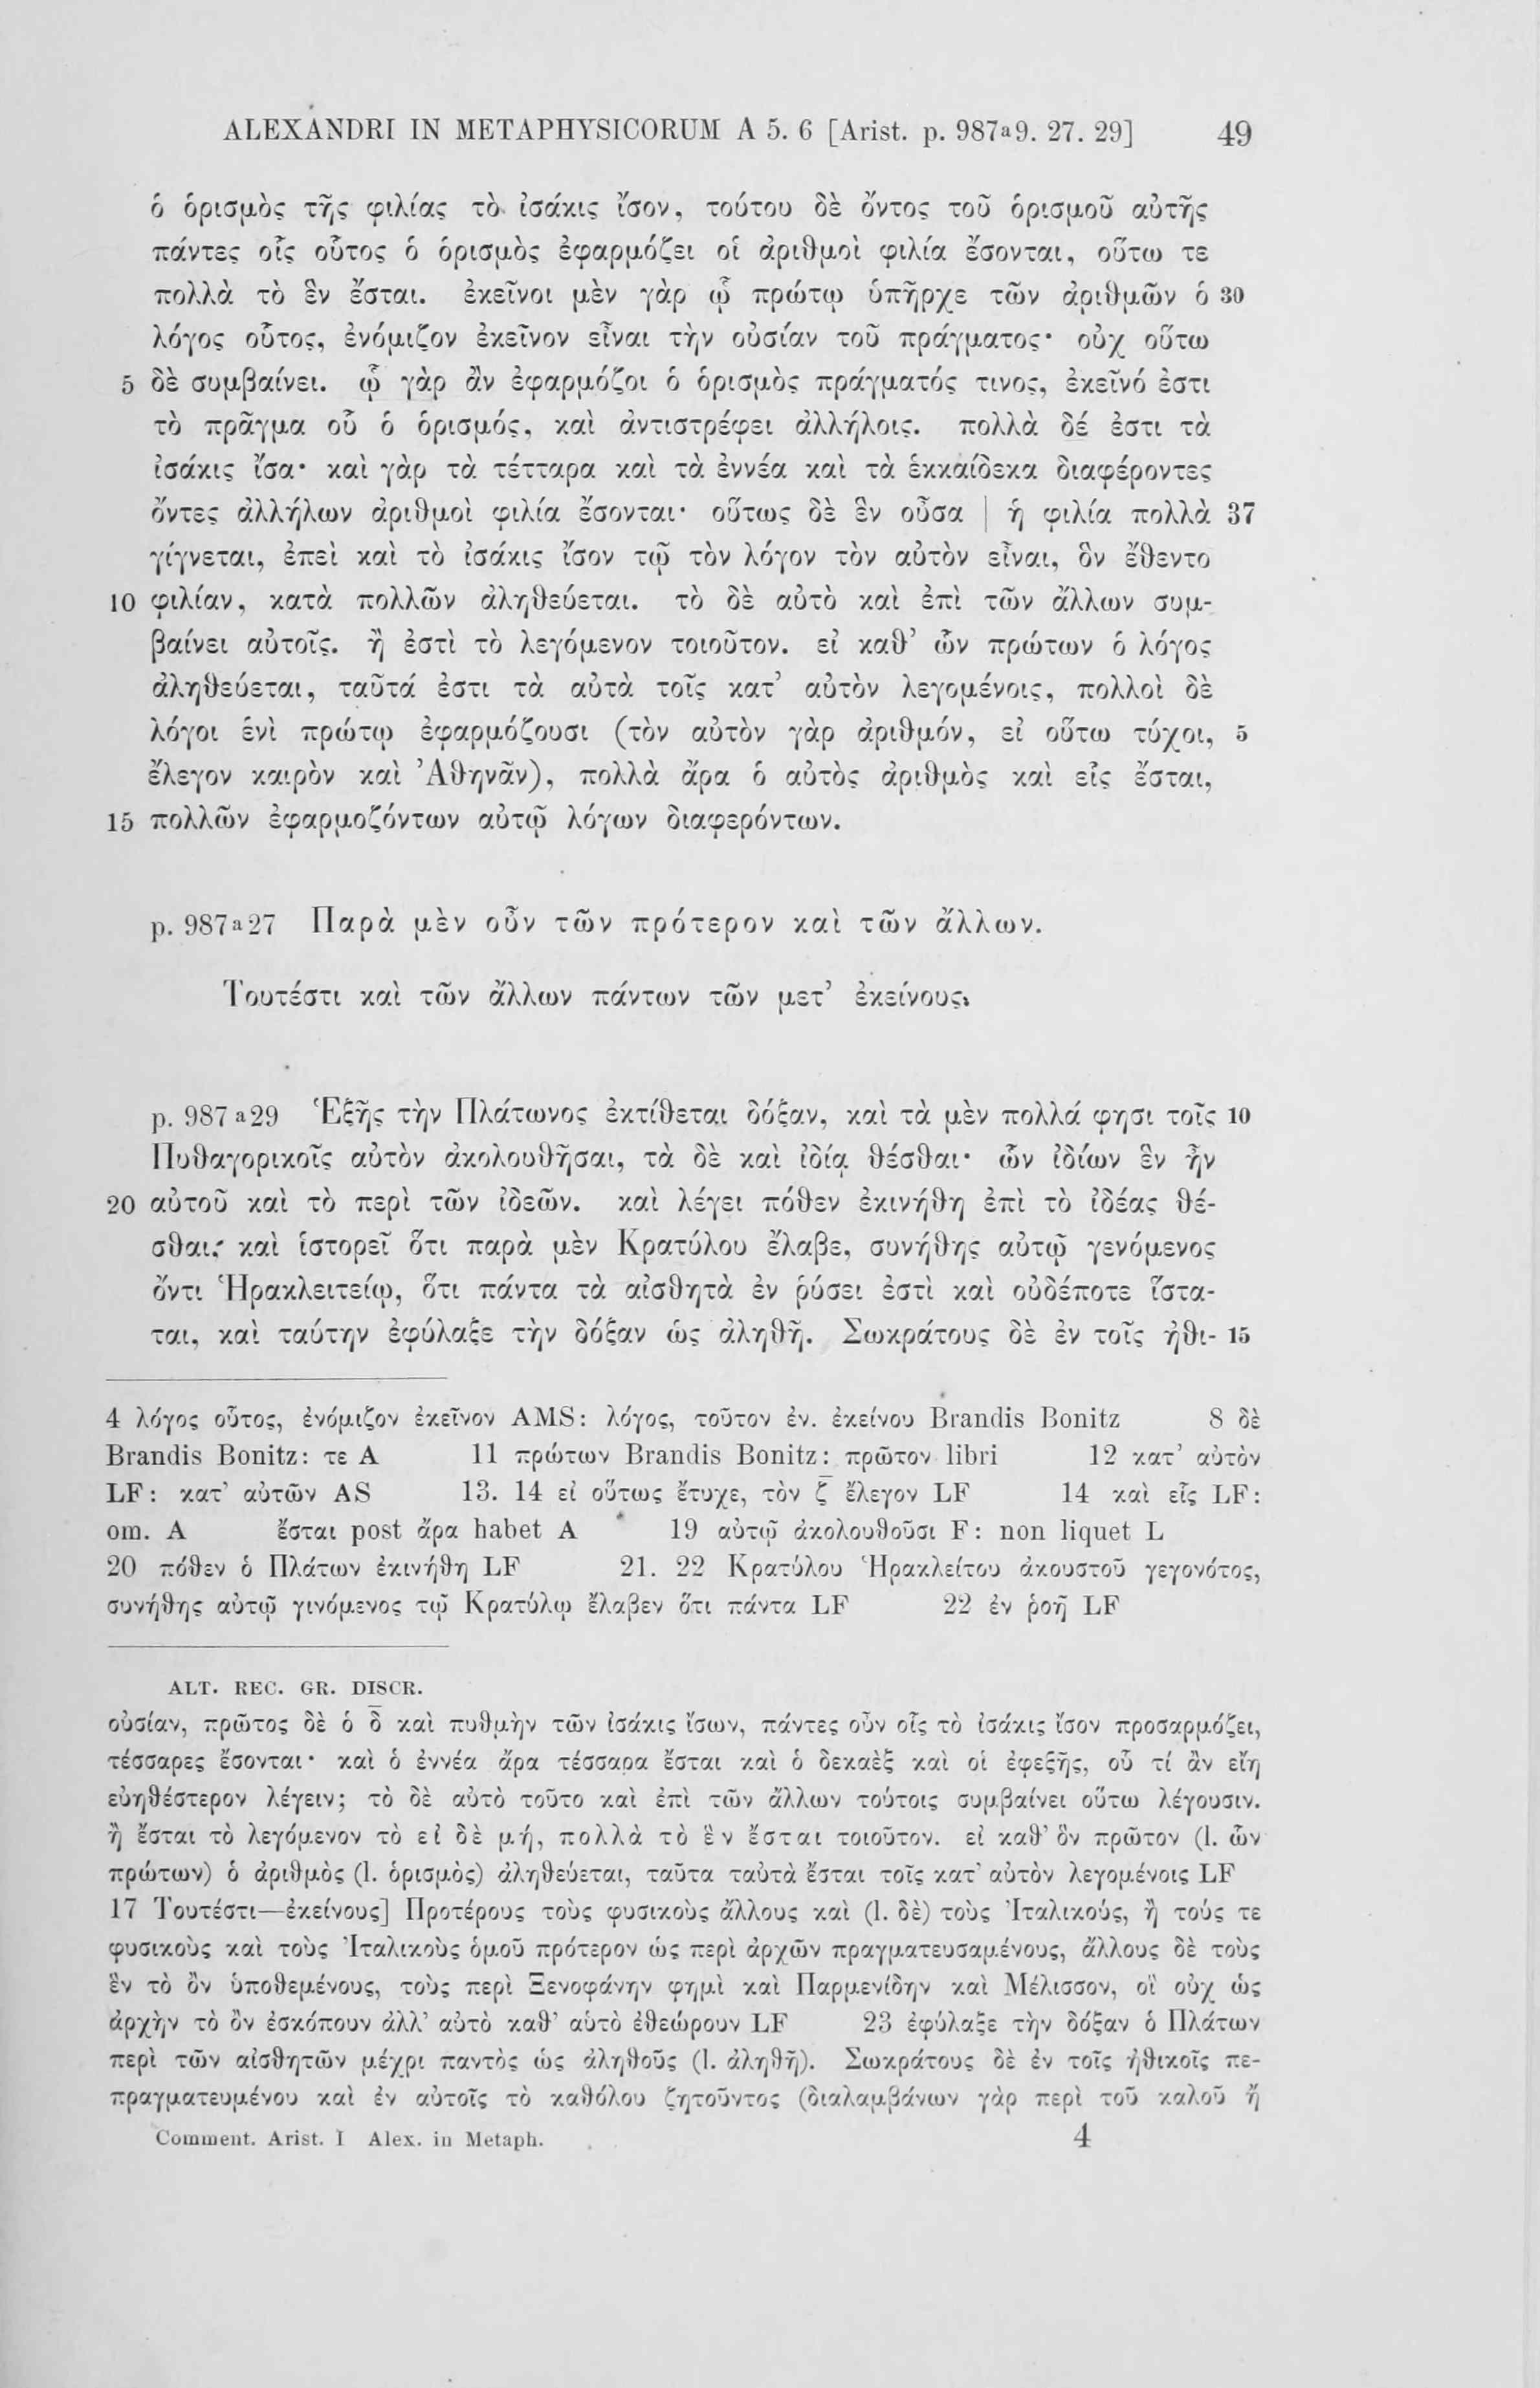 ALEXANDRI IN METAPHYSICORUM A 5. 6 [Arist. p. 987a9. 27. 29] 49
ὁ ὁρισμὸς τῆς φιλίας τὸ ἰσάκις ἴσον, τούτου δὲ ὄντος τοῦ ὁρισμοῦ αὐτῆς
πάντες οἷς οὗτος ὁ ὁρισμὸς ἐφαρμόζει οἱ ἀριθμοὶ φιλία ἔσονται, οὕτω τε
πολλὰ τὸ ἓν ἔσται. ἐκεῖνοι μὲν γὰρ ᾧ πρώτῳ ὑπῆρχε τῶν ἀριθμῶν ὁ 30
λόγος οὗτος, ἐνόμιζον ἐκεῖνον εἶναι τὴν οὐσίαν τοῦ πράγματος· οὐχ οὕτω
5 δὲ συμβαίνει. ᾧ γὰρ ἂν ἐφαρμόζοι ὁ ὁρισμὸς πράγματός τινος, ἐκεῖνό ἐστι
τὸ πρᾶγμα οὗ ὁ ὁρισμός, καὶ ἀντιστρέφει ἀλλήλοις. πολλὰ δέ ἐστι τὰ
ἰσάκις ἴσα· καὶ γὰρ τὰ τέτταρα καὶ τὰ ἐννέα καὶ τὰ ἑκκαίδεκα διαφέροντες
ὄντες ἀλλήλων ἀριθμοὶ φιλία ἔσονται· οὕτως δὲ ἓν οὖσα | ἡ φιλία πολλὰ 37
γίγνεται, ἐπεὶ καὶ τὸ ἰσάκις ἴσον τῷ τὸν λόγον τὸν αὐτὸν εἶναι, ὃν ἔθεντο
10 φιλίαν, κατὰ πολλῶν ἀληθεύεται. τὸ δὲ αὐτὸ καὶ ἐπὶ τῶν ἄλλων συμ-
βαίνει αὐτοῖς. ἢ ἐστὶ τὸ λεγόμενον τοιοῦτον. εἰ καθ’ ὧν πρώτων ὁ λόγος
ἀληθεύεται, ταῦτά ἐστι τὰ αὐτὰ τοῖς κατ’ αὐτὸν λεγομένοις, πολλοὶ δὲ
λόγοι ἑνὶ πρώτῳ ἐφαρμόζουσι (τὸν αὐτὸν γὰρ ἀριθμόν, εἰ οὕτω τύχοι, 5
ἔλεγον καιρὸν καὶ Ἀθηνᾶν), πολλὰ ἄρα ὁ αὐτὸς ἀριθμὸς καὶ εἷς ἔσται,
15 πολλῶν ἐφαρμοζόντων αὐτῷ λόγων διαφερόντων.
p. 987a27 Παρὰ μὲν οὖν τῶν πρότερον καὶ τῶν ἄλλων.
Τουτέστι καὶ τῶν ἄλλων πάντων τῶν μετ’ ἐκείνους.
p. 987a29 Ἑξῆς τὴν Πλάτωνος ἐκτίθεται δόξαν, καὶ τὰ μὲν πολλά φησι τοῖς 10
Πυθαγορικοῖς αὐτὸν ἀκολουθῆσαι, τὰ δὲ καὶ ἰδίᾳ θέσθαι· ὧν ἰδίων ἓν ἦν
20 αὐτοῦ καὶ τὸ περὶ τῶν ἰδεῶν. καὶ λέγει πόθεν ἐκινήθη ἐπὶ τὸ ἰδέας θέ-
σθαι· καὶ ἱστορεῖ ὅτι παρὰ μὲν Κρατύλου ἔλαβε, συνήθης αὐτῷ γενόμενος
ὄντι Ἡρακλειτείῳ, ὅτι πάντα τὰ αἰσθητὰ ἐν ῥύσει ἐστὶ καὶ οὐδέποτε ἵστα-
ται, καὶ ταύτην ἐφύλαξε τὴν δόξαν ὡς ἀληθῆ. Σωκράτους δὲ ἐν τοῖς ἠθι- 15
4 λόγος οὗτος, ἐνόμιζον ἐκεῖνον AMS: λόγος, τοῦτον ἐν. ἐκείνου Brandis Bonitz 8 δὲ
Brandis Bonitz: τε A 11 πρώτων Brandis Bonitz: πρῶτον libri 12 κατ’ αὐτὸν
LF: κατ’ αὐτῶν AS 13. 14 εἰ οὕτως ἔτυχε, τὸν ζ̅ ἔλεγον LF 14 καὶ εἷς LF:
om. A ἔσται post ἄρα habet A 19 αὐτῷ ἀκολουθοῦσι F: non liquet L
20 πόθεν ὁ Πλάτων ἐκινήθη LF 21. 22 Κρατύλου Ἡρακλείτου ἀκουστοῦ γεγονότος,
συνήθης αὐτῷ γινόμενος τῷ Κρατύλῳ ἔλαβεν ὅτι πάντα LF 22 ἐν ῥοῇ LF
ALT. REC. GR. DISCR.
οὐσίαν, πρῶτος δὲ ὁ δ̅ καὶ πυθμὴν τῶν ἰσάκις ἴσων, πάντες οὖν οἷς τὸ ἰσάκις ἴσον προσαρμόζει,
τέσσαρες ἔσονται· καὶ ὁ ἐννέα ἄρα τέσσαρα ἔσται καὶ ὁ δεκαὲξ καὶ οἱ ἐφεξῆς, οὗ τί ἂν εἴη
εὐηθέστερον λέγειν; τὸ δὲ αὐτὸ τοῦτο καὶ ἐπὶ τῶν ἄλλων τούτοις συμβαίνει οὕτω λέγουσιν.
ἢ ἔσται τὸ λεγόμενον τὸ εἰ δὲ μή, πολλὰ τὸ ἓν ἔσται τοιοῦτον. εἰ καθ’ ὃν πρῶτον (l. ὧν
πρώτων) ὁ ἀριθμὸς (l. ὁρισμὸς) ἀληθεύεται, ταῦτα ταὐτὰ ἔσται τοῖς κατ’ αὐτὸν λεγομένοις LF
17 Τουτέστι—ἐκείνους] Προτέρους τοὺς φυσικοὺς ἄλλους καὶ (l. δὲ) τοὺς Ἰταλικούς, ἢ τούς τε
φυσικοὺς καὶ τοὺς Ἰταλικοὺς ὁμοῦ πρότερον ὡς περὶ ἀρχῶν πραγματευσαμένους, ἄλλους δὲ τοὺς
ἓν τὸ ὂν ὑποθεμένους, τοὺς περὶ Ξενοφάνην φημὶ καὶ Παρμενίδην καὶ Μέλισσον, οἳ οὐχ ὡς
ἀρχὴν τὸ ὂν ἐσκόπουν ἀλλ’ αὐτὸ καθ’ αὑτὸ ἐθεώρουν LF 23 ἐφύλαξε τὴν δόξαν ὁ Πλάτων
περὶ τῶν αἰσθητῶν μέχρι παντὸς ὡς ἀληθοῦς (l. ἀληθῆ). Σωκράτους δὲ ἐν τοῖς ἠθικοῖς πε-
πραγματευμένου καὶ ἐν αὐτοῖς τὸ καθόλου ζητοῦντος (διαλαμβάνων γὰρ περὶ τοῦ καλοῦ ἢ
Comment. Arist. I Alex. in Metaph. 4